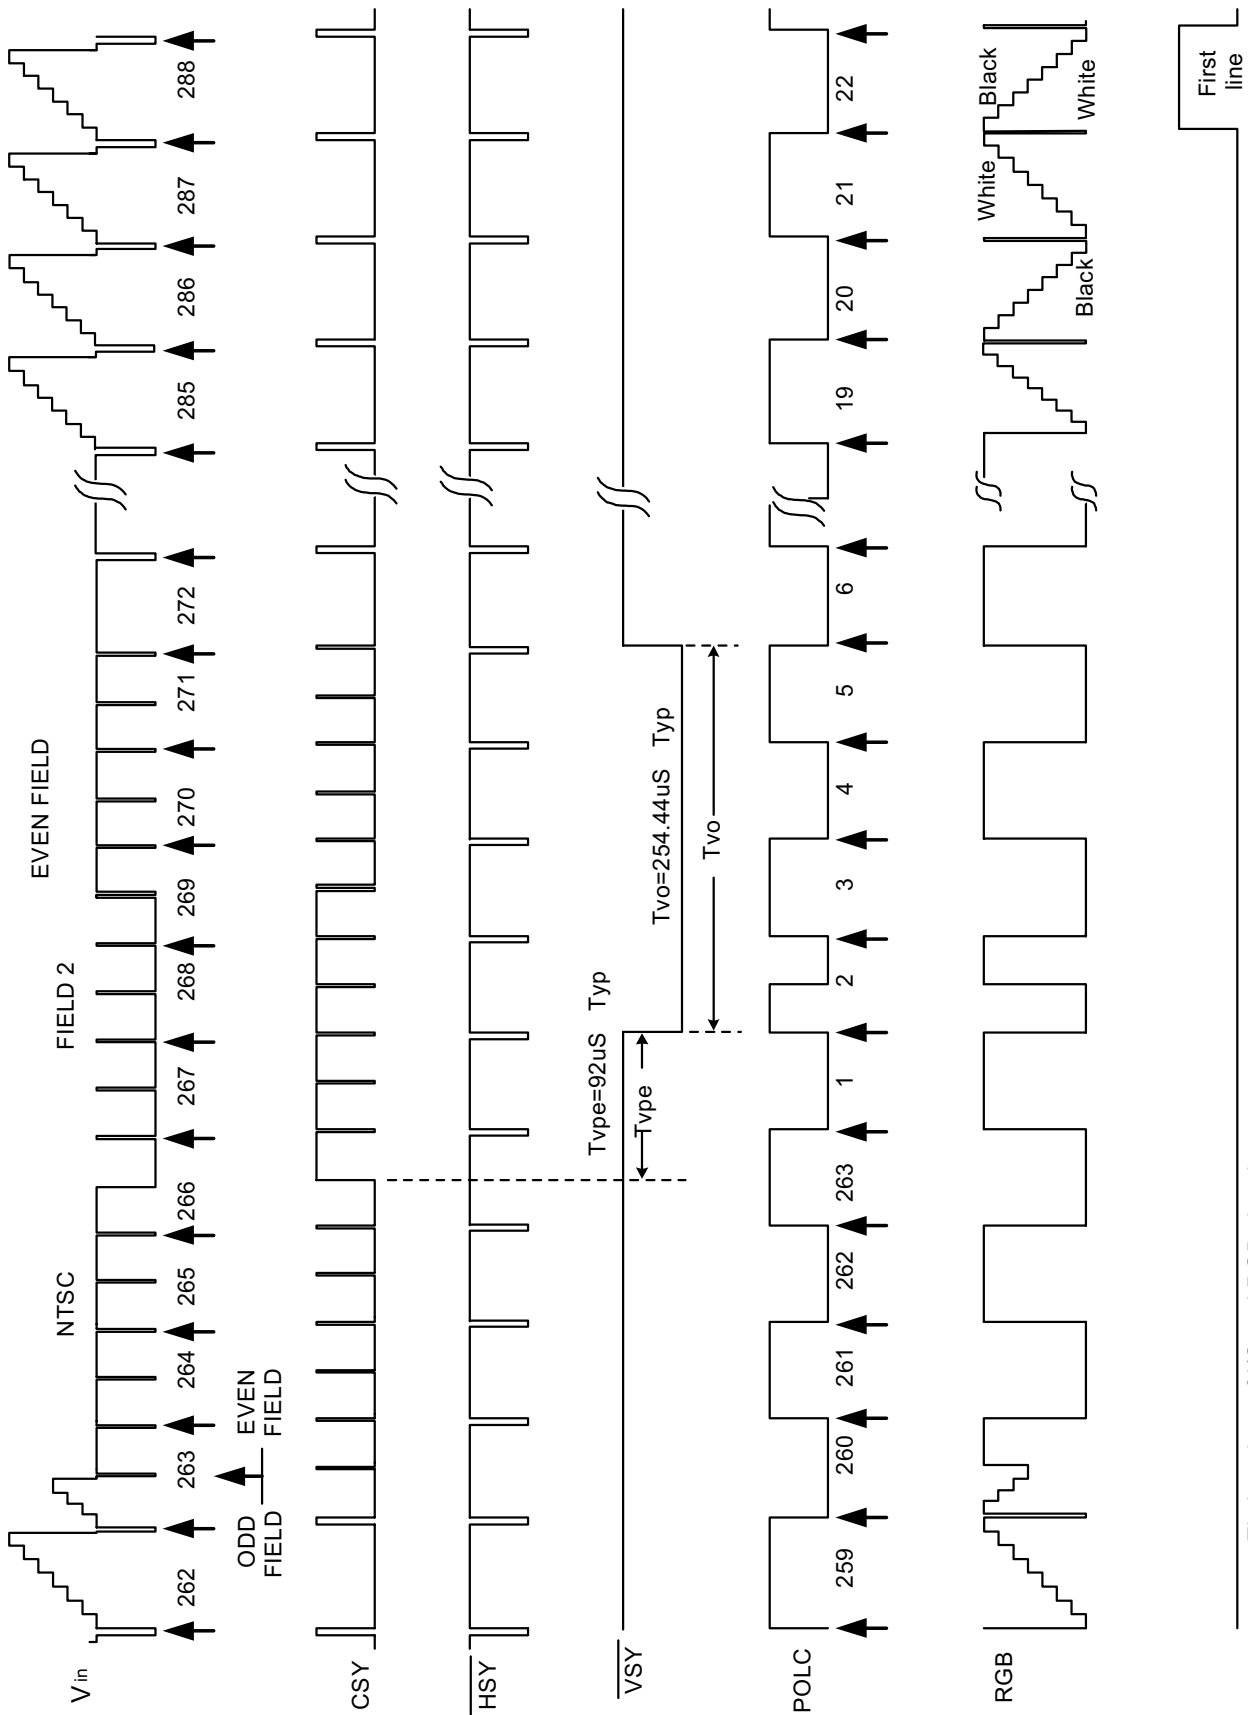 EVEN FIELD
NTSC
FIELD 2
Vin
262 263 264 265 266 267 268 269 270 271 272 285 286 287 288
ODD
FIELD
EVEN
FIELD
CSY
HSY
Tvpe=92uS Typ
VSY
Tvpe
Tvo=254.44uS Typ
Tvo
POLC
259 260 261 262 263 1 2 3 4 5 6 19 20 21 22
White
Black
RGB
Black
White
First
line